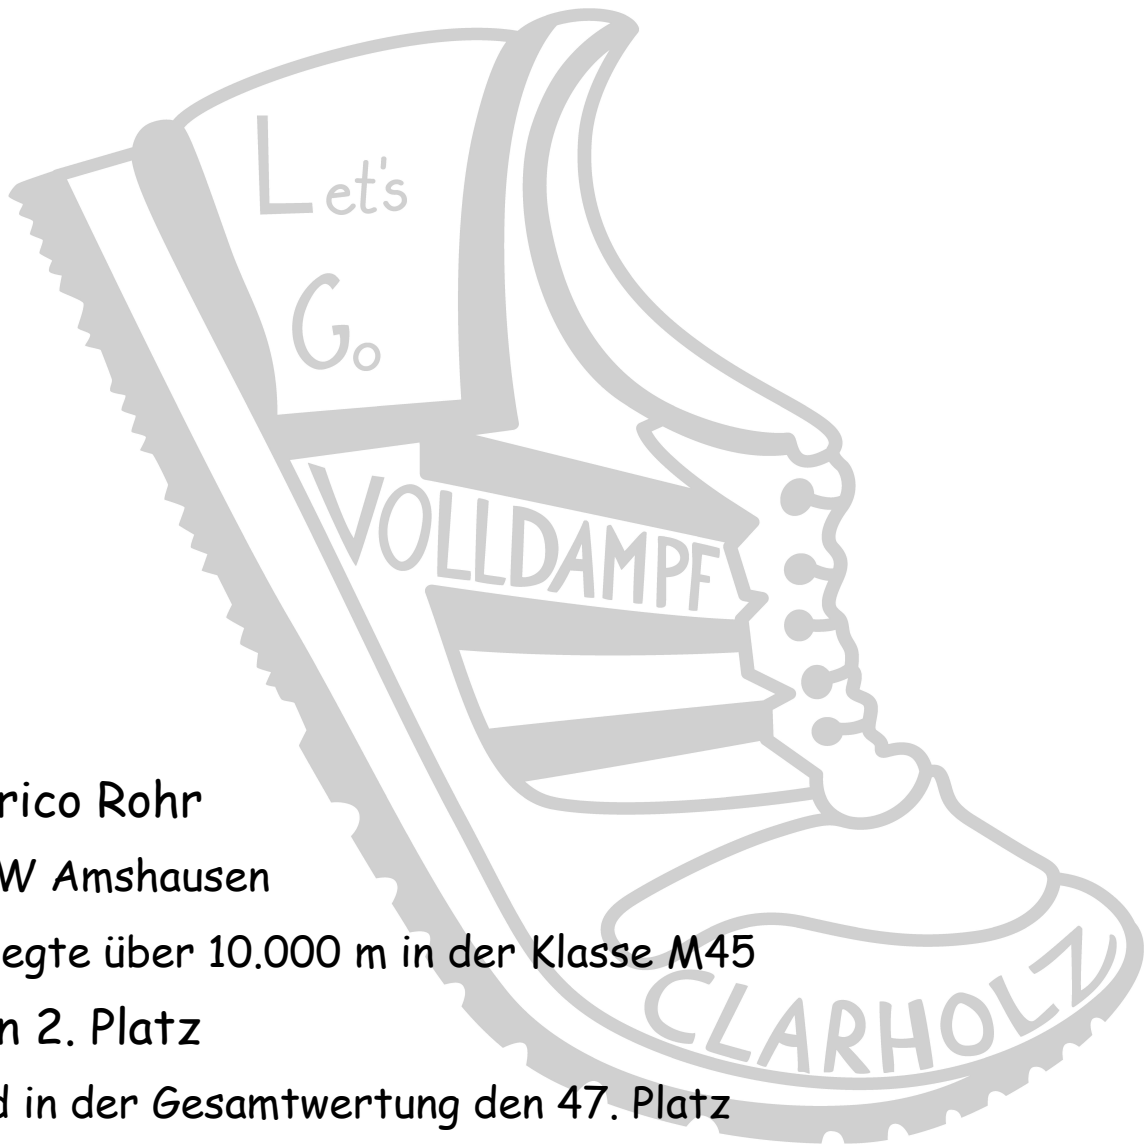 Let's
Go
VOLLDAMPF
rico Rohr
W Amshausen
egte über 10.000 m in der Klasse M45
n 2. Platz
d in der Gesamtwertung den 47. Platz
CLARHOLZ